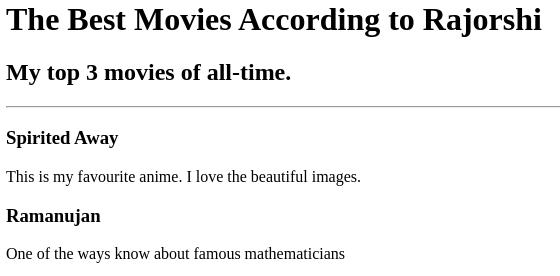 The Best Movies According to Rajorshi
My top 3 movies of all-time.
Spirited Away
This is my favourite anime. I love the beautiful images.
Ramanujan
One of the ways know about famous mathematicians